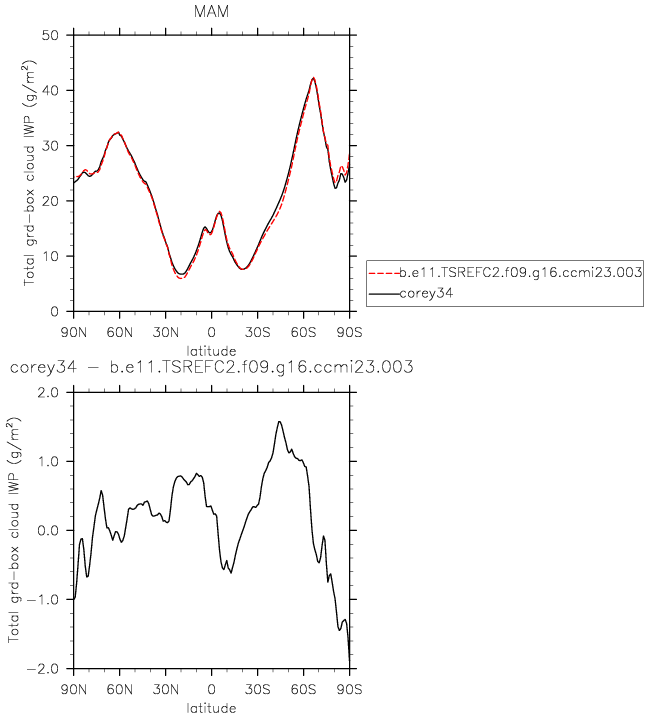 MAM
Total grd-box cloud IWP (g/m²)
50
40
30
20
10
0
90N 60N 30N 0 30S 60S 90S
latitude
b.e11.TSREFC2.f09.g16.ccmi23.003
corey34
corey34 − b.e11.TSREFC2.f09.g16.ccmi23.003
Total grd-box cloud IWP (g/m²)
2.0
1.0
0.0
−1.0
−2.0
90N 60N 30N 0 30S 60S 90S
latitude